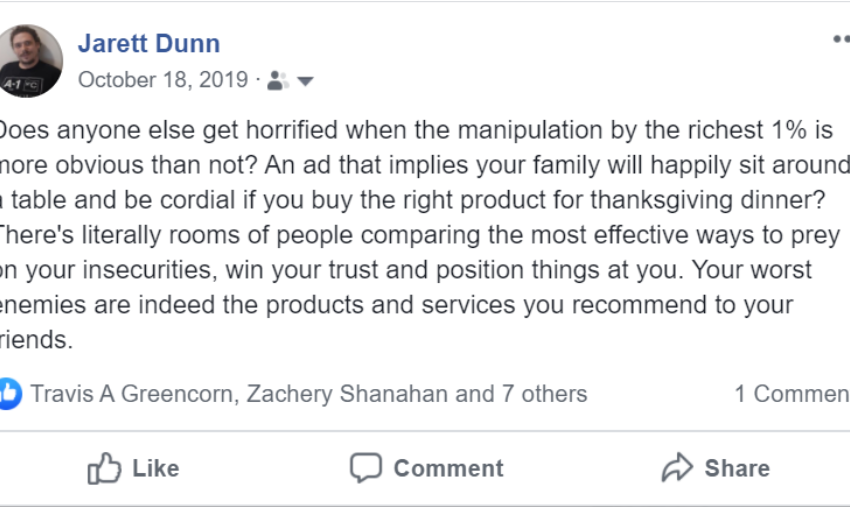 Jarett Dunn
October 18, 2019 ·
Does anyone else get horrified when the manipulation by the richest 1% is
more obvious than not? An ad that implies your family will happily sit around
a table and be cordial if you buy the right product for thanksgiving dinner?
There's literally rooms of people comparing the most effective ways to prey
on your insecurities, win your trust and position things at you. Your worst
enemies are indeed the products and services you recommend to your
friends.
Travis A Greencorn, Zachery Shanahan and 7 others 1 Commen
Like Comment Share